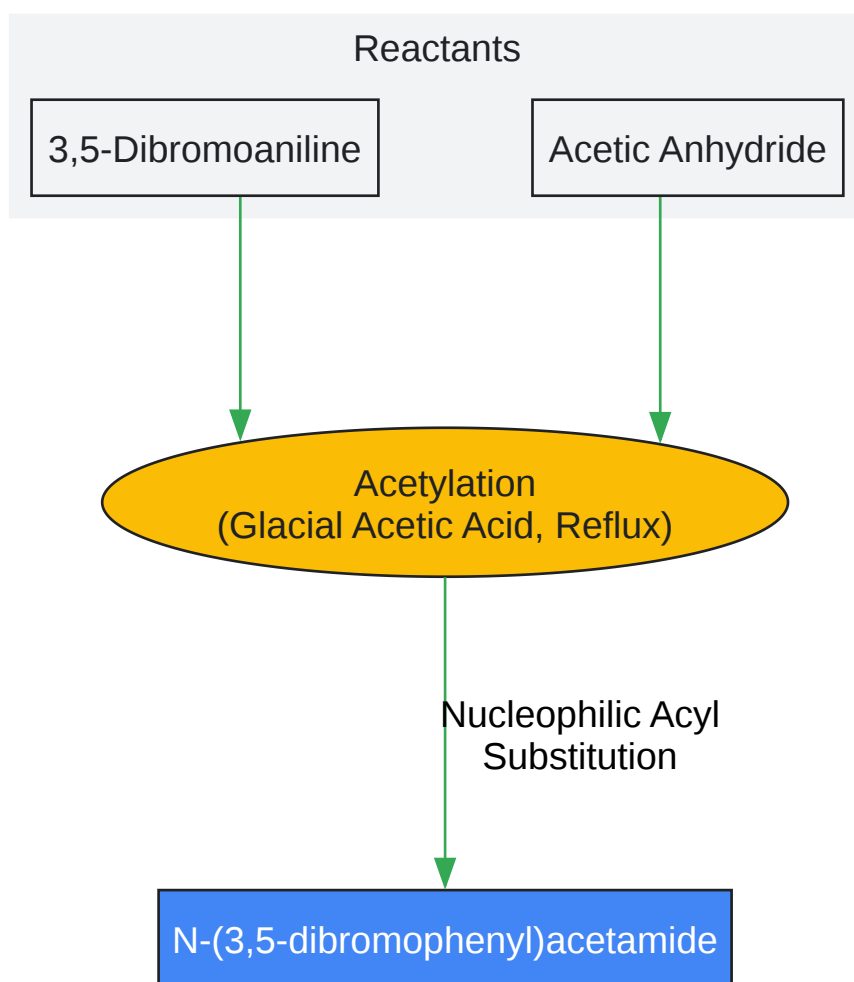 Reactants
3,5-Dibromoaniline
Acetic Anhydride
Acetylation
(Glacial Acetic Acid, Reflux)
Nucleophilic Acyl
Substitution
N-(3,5-dibromophenyl)acetamide